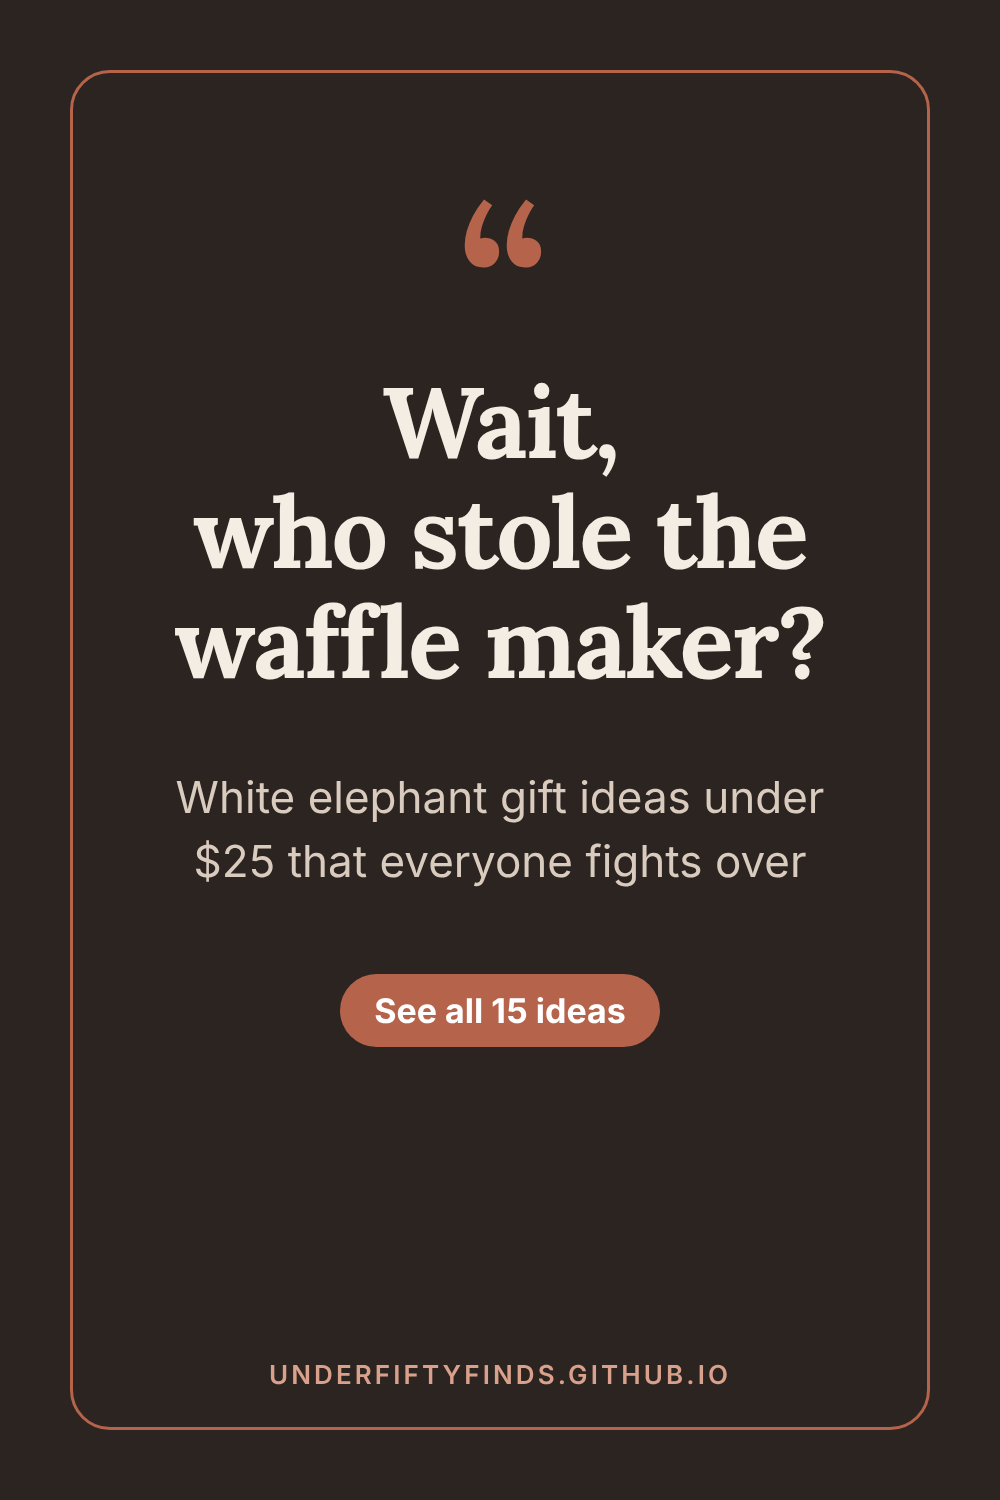 “
Wait,
who stole the
waffle maker?
White elephant gift ideas under
$25 that everyone fights over
See all 15 ideas
UNDERFIFTYFINDS.GITHUB.IO